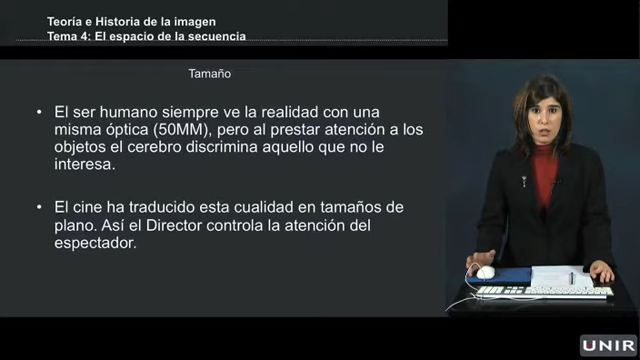 Teoría e Historia de la imagen
Tema 4: El espacio de la secuencia
Tamaño
• El ser humano siempre ve la realidad con una
misma óptica (50MM), pero al prestar atención a los
objetos el cerebro discrimina aquello que no le
interesa.
• El cine ha traducido esta cualidad en tamaños de
plano. Así el Director controla la atención del
espectador.
UNIR